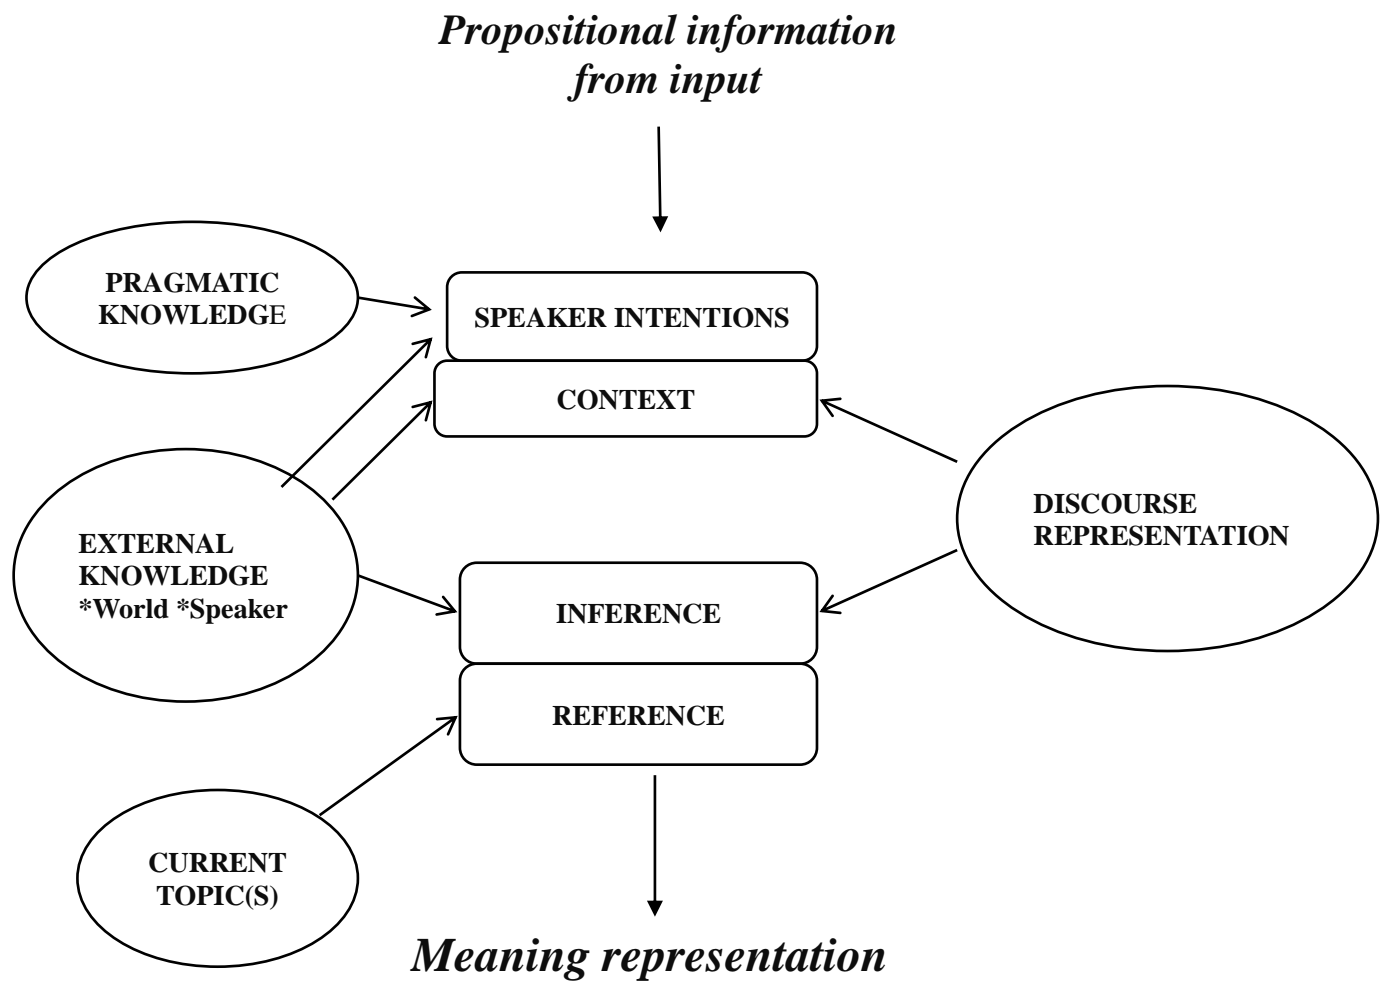 Propositional information
from input
PRAGMATIC
KNOWLEDGE
SPEAKER INTENTIONS
CONTEXT
DISCOURSE
REPRESENTATION
EXTERNAL
KNOWLEDGE
*World *Speaker
INFERENCE
REFERENCE
CURRENT
TOPIC(S)
Meaning representation